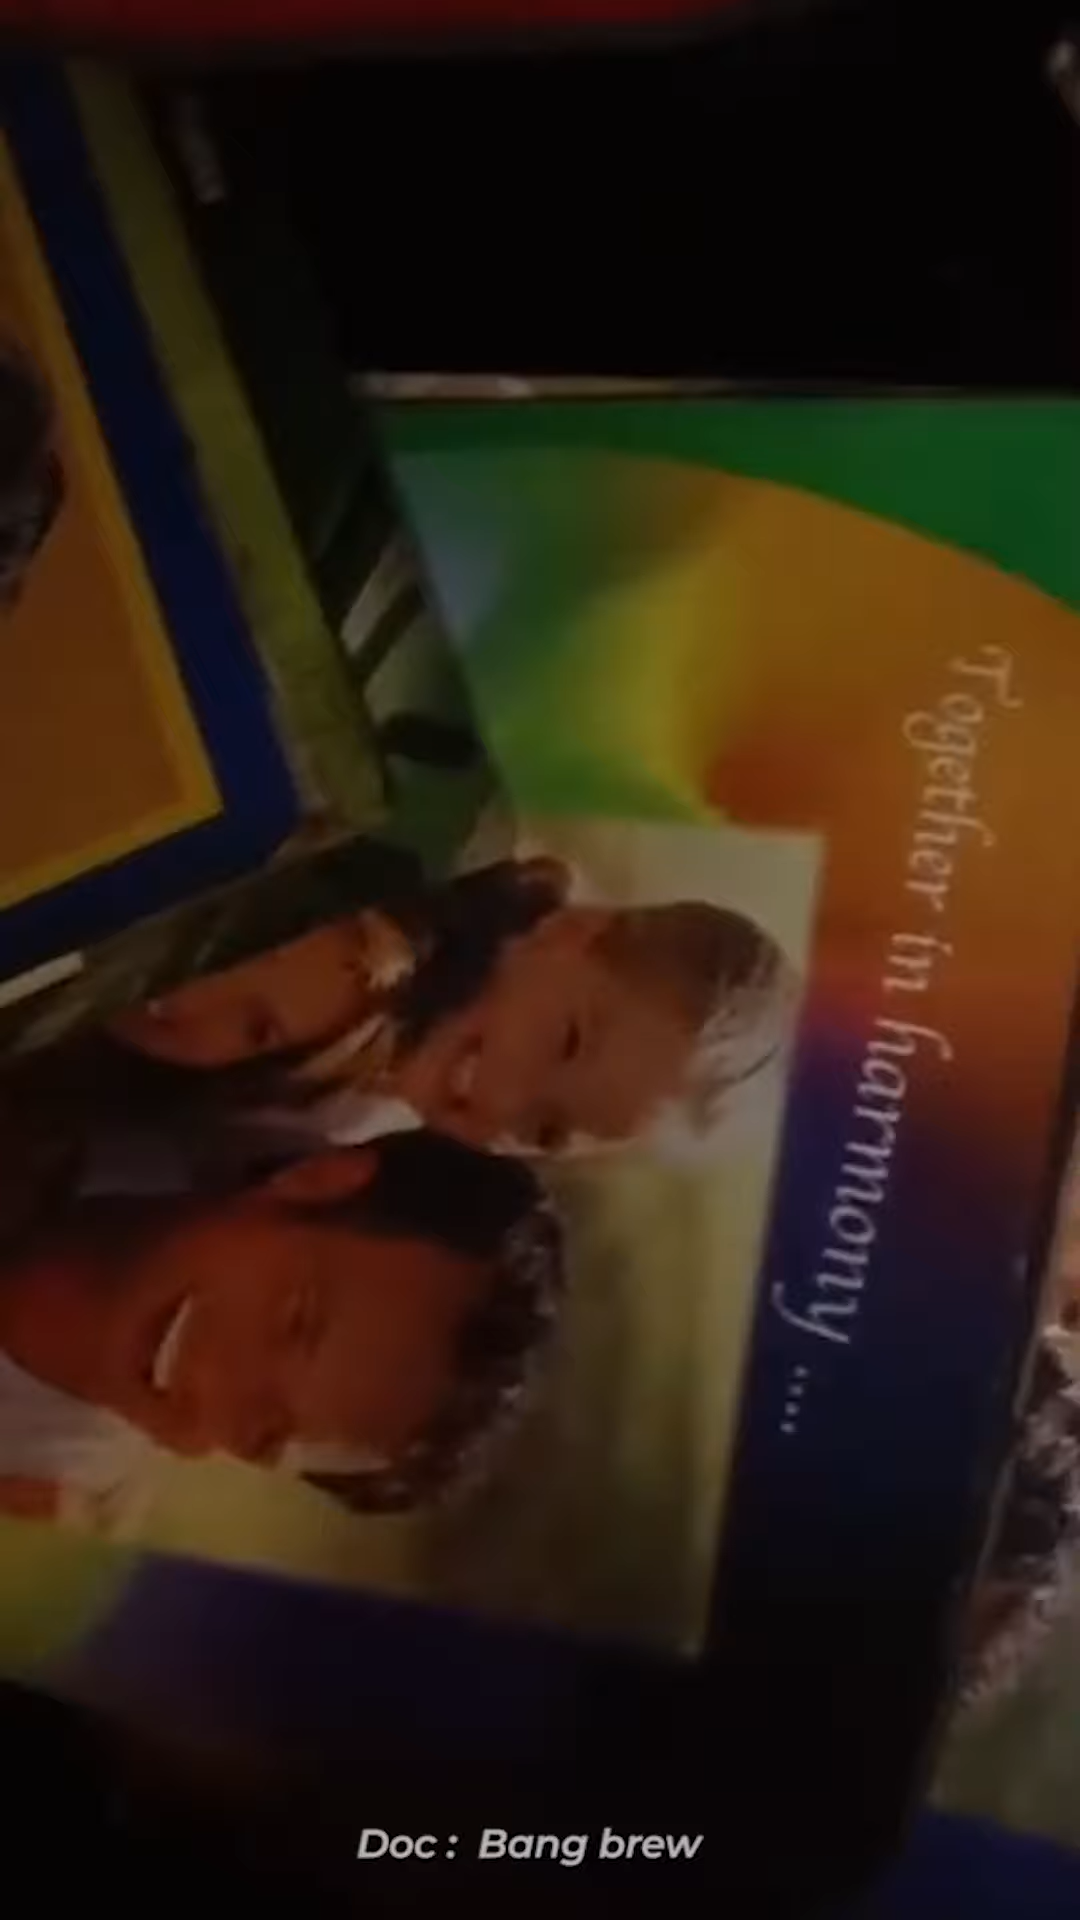 Together in harmony ....
Doc : Bang brew